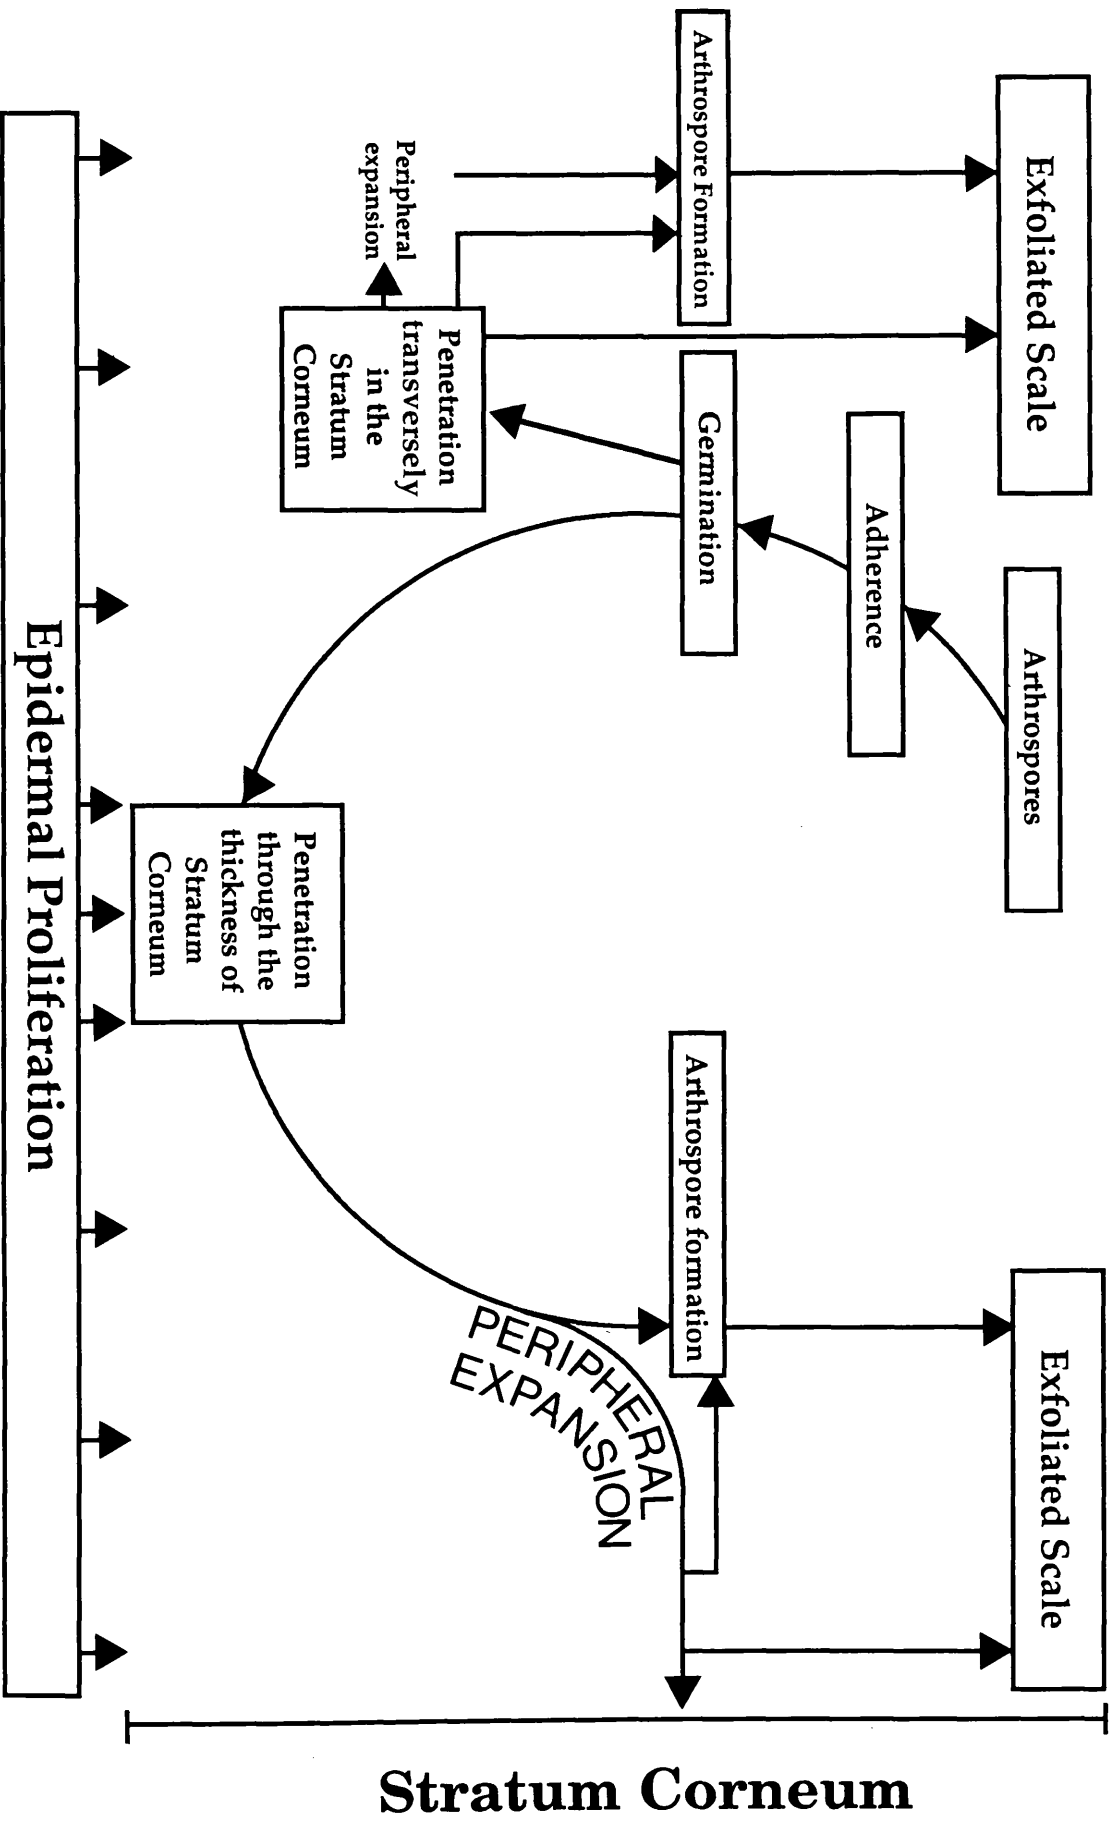 Exfoliated Scale
Arthrospores
Exfoliated Scale
Adherence
Arthrospore Formation
Germination
Arthrospore formation
Peripheral
expansion
Penetration
transversely
in the
Stratum
Corneum
PERIPHERAL
EXPANSION
Penetration
through the
thickness of
Stratum
Corneum
Epidermal Proliferation
Stratum Corneum